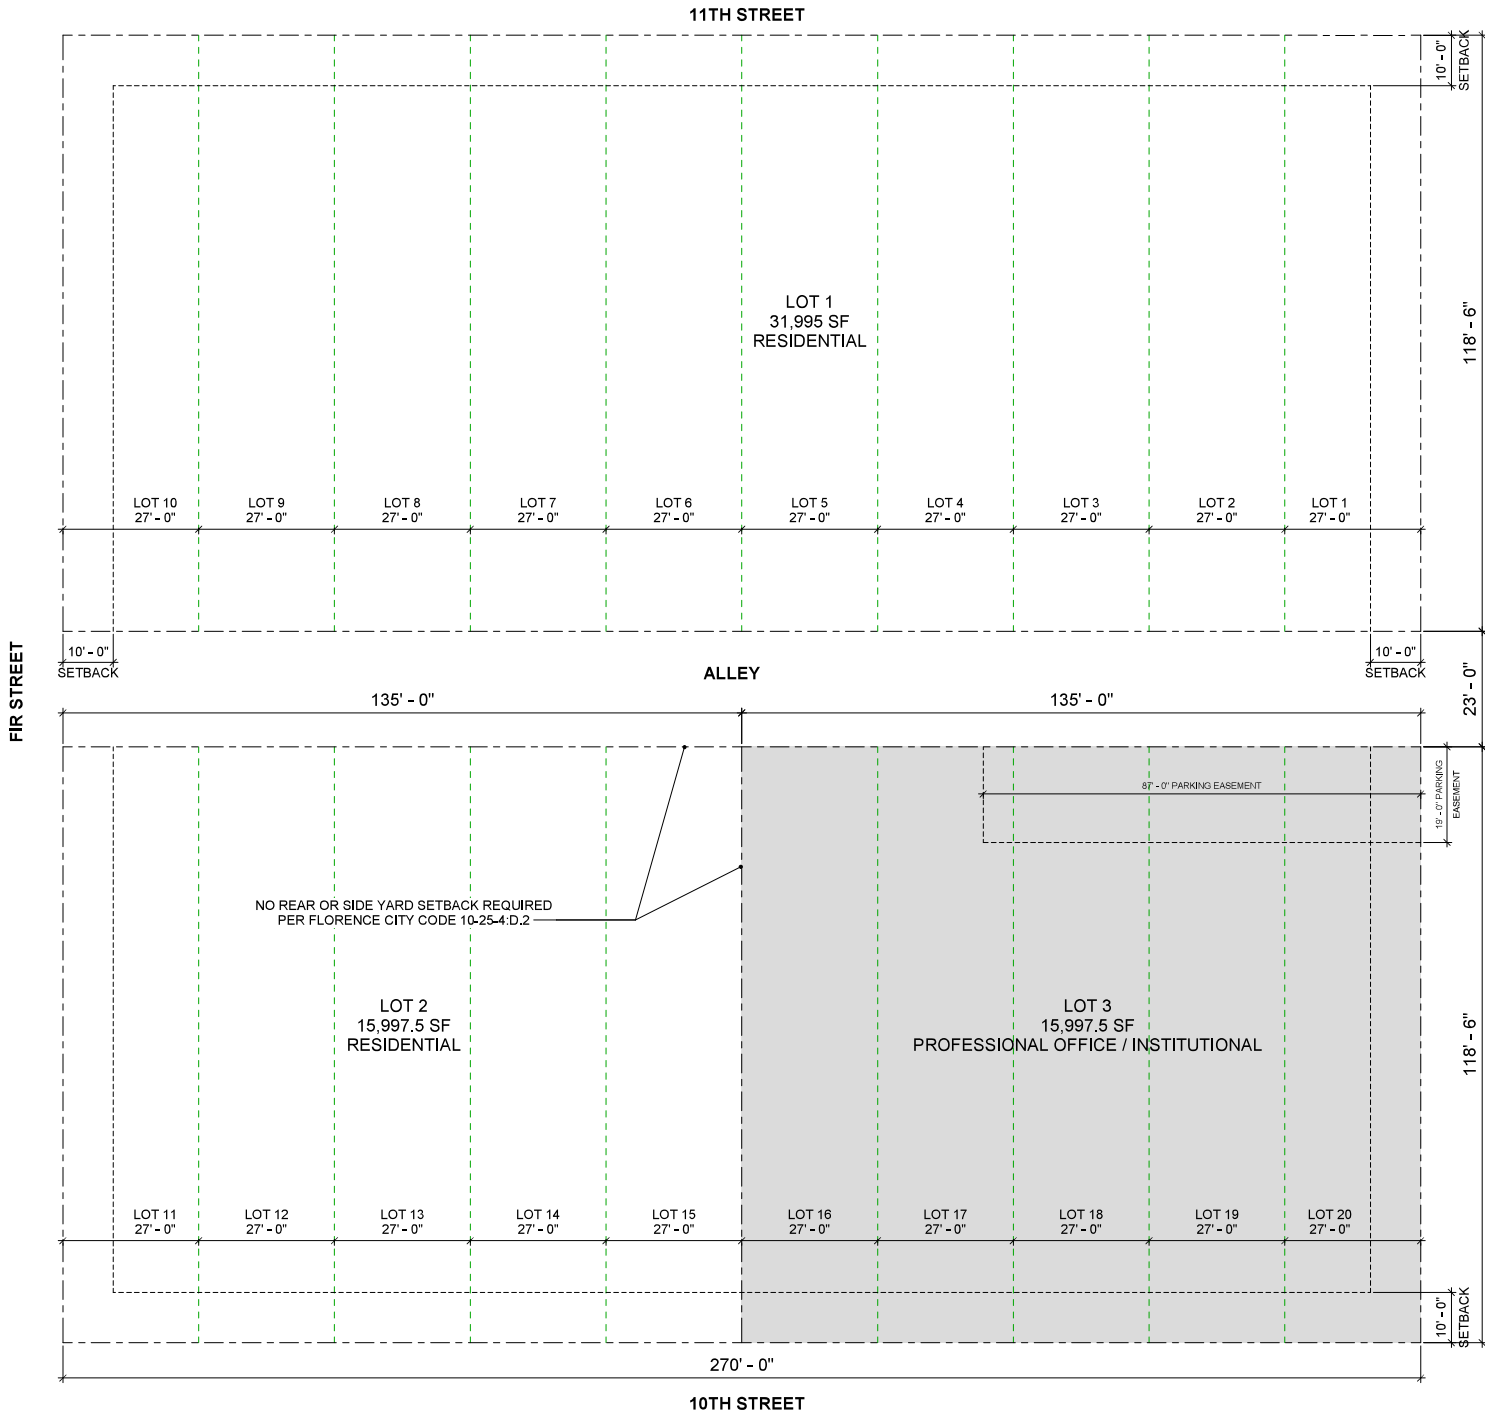 11TH STREET
10' - 0"
SETBACK
LOT 1
31,995 SF
RESIDENTIAL
118' - 6"
LOT 10
27' - 0"
LOT 9
27' - 0"
LOT 8
27' - 0"
LOT 7
27' - 0"
LOT 6
27' - 0"
LOT 5
27' - 0"
LOT 4
27' - 0"
LOT 3
27' - 0"
LOT 2
27' - 0"
LOT 1
27' - 0"
FIR STREET
10' - 0"
SETBACK
ALLEY
10' - 0"
SETBACK
23' - 0"
135' - 0"
135' - 0"
87' - 0" PARKING EASEMENT
19' - 0" PARKING
EASEMENT
NO REAR OR SIDE YARD SETBACK REQUIRED
PER FLORENCE CITY CODE 10-25-4:D.2
LOT 2
15,997.5 SF
RESIDENTIAL
LOT 3
15,997.5 SF
PROFESSIONAL OFFICE / INSTITUTIONAL
118' - 6"
LOT 11
27' - 0"
LOT 12
27' - 0"
LOT 13
27' - 0"
LOT 14
27' - 0"
LOT 15
27' - 0"
LOT 16
27' - 0"
LOT 17
27' - 0"
LOT 18
27' - 0"
LOT 19
27' - 0"
LOT 20
27' - 0"
10' - 0"
SETBACK
270' - 0"
10TH STREET